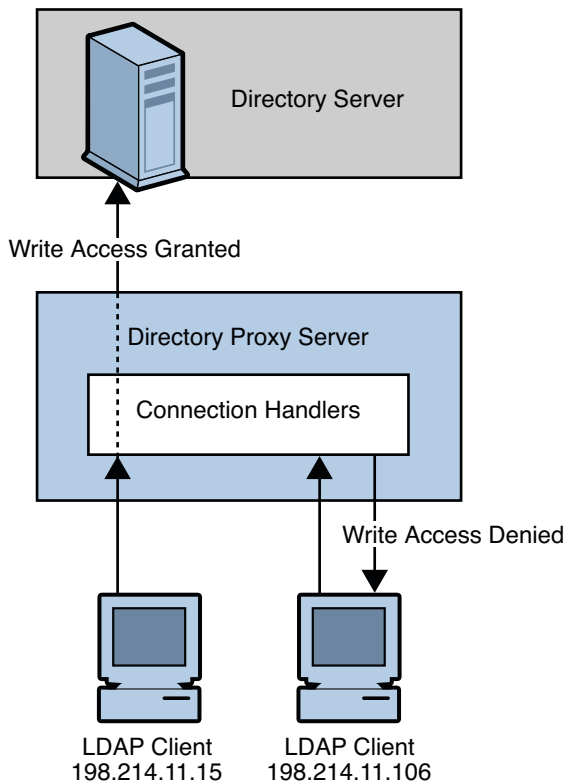 Directory Server
Write Access Granted
Directory Proxy Server
Connection Handlers
Write Access Denied
LDAP Client
198.214.11.15
LDAP Client
198.214.11.106